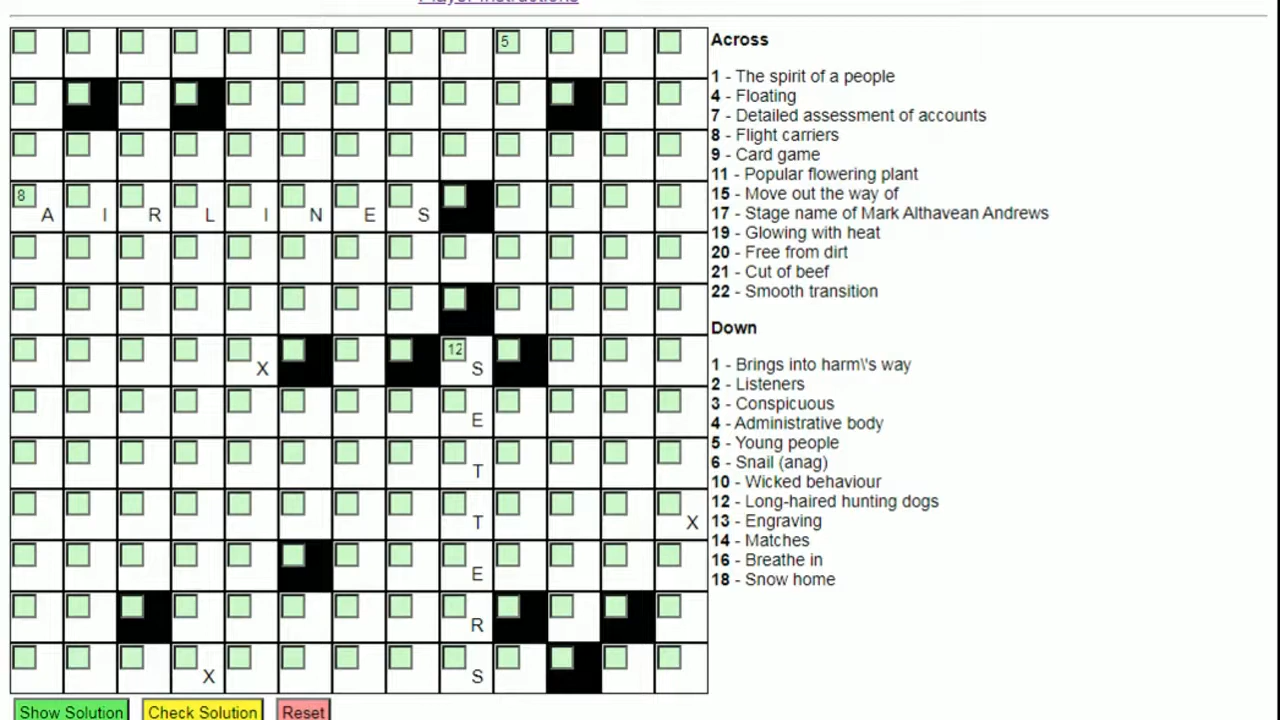 Player Instructions
5
8 A I R L I N E S
X 12 S
E
T
T X
E
R
X S
Across
1 - The spirit of a people
4 - Floating
7 - Detailed assessment of accounts
8 - Flight carriers
9 - Card game
11 - Popular flowering plant
15 - Move out the way of
17 - Stage name of Mark Althavean Andrews
19 - Glowing with heat
20 - Free from dirt
21 - Cut of beef
22 - Smooth transition
Down
1 - Brings into harm\'s way
2 - Listeners
3 - Conspicuous
4 - Administrative body
5 - Young people
6 - Snail (anag)
10 - Wicked behaviour
12 - Long-haired hunting dogs
13 - Engraving
14 - Matches
16 - Breathe in
18 - Snow home
Show Solution Check Solution Reset